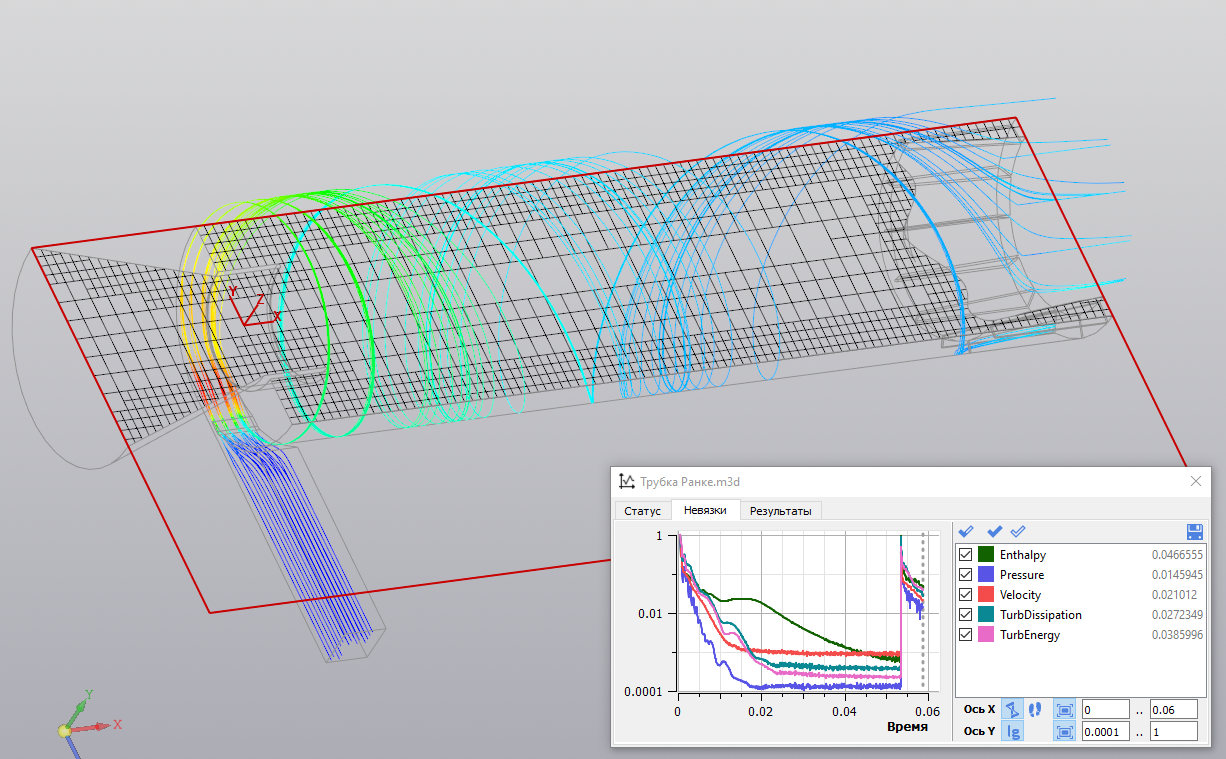 Y
Z
X
Трубка Ранке.m3d
Статус Невязки Результаты
1
0.01
0.0001
0 0.02 0.04 0.06
Время
Enthalpy 0.0466555
Pressure 0.0145945
Velocity 0.021012
TurbDissipation 0.0272349
TurbEnergy 0.0385996
Ось X 0 .. 0.06
Ось Y lg 0.0001 .. 1
Y
X